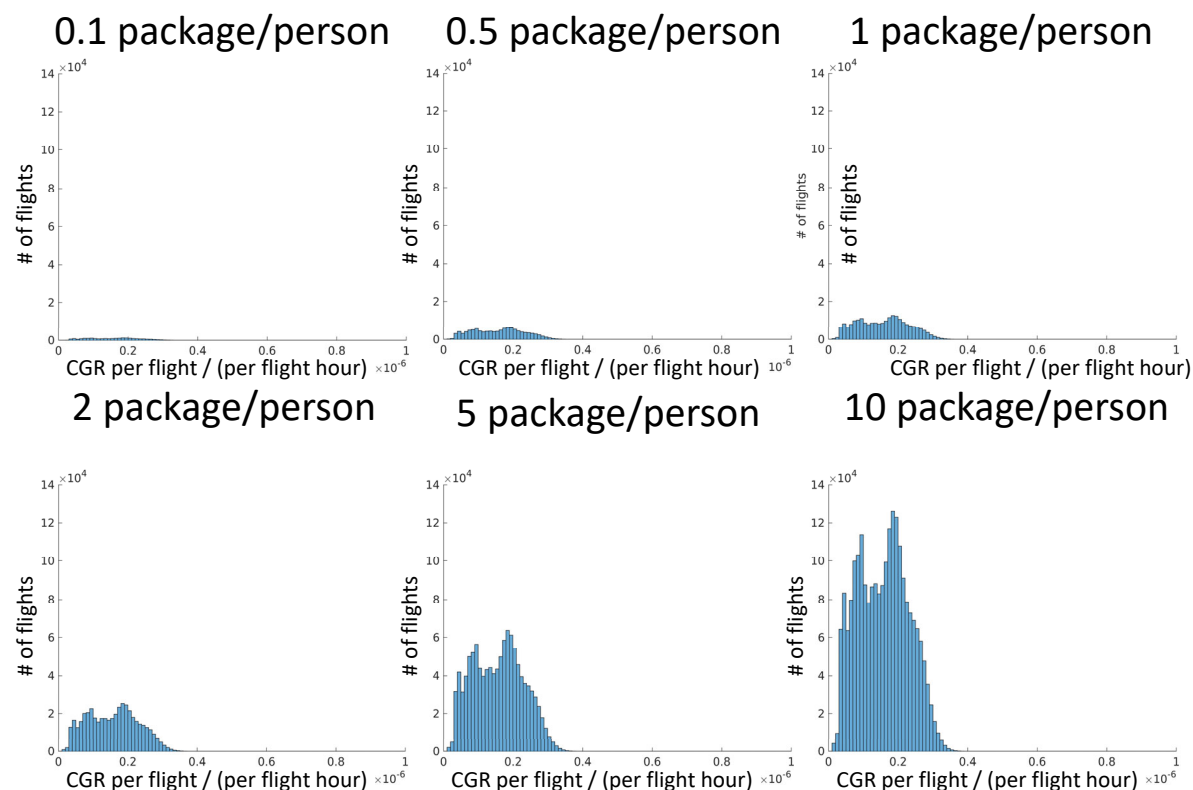 0.1 package/person
0.5 package/person
1 package/person
×10⁴
14
12
10
8
6
4
2
0
# of flights
0 0.2 0.4 0.6 0.8 1
CGR per flight / (per flight hour) ×10⁻⁶
×10⁴
14
12
10
8
6
4
2
0
# of flights
0 0.2 0.4 0.6 0.8 1
CGR per flight / (per flight hour) 10⁻⁶
×10⁴
14
12
10
8
6
4
2
0
# of flights
# of flights
0 0.2 0.4 0.6 0.8 1
CGR per flight / (per flight hour)
2 package/person
5 package/person
10 package/person
×10⁴
14
12
10
8
6
4
2
0
# of flights
0 0.2 0.4 0.6 0.8 1
CGR per flight / (per flight hour) ×10⁻⁶
×10⁴
14
12
10
8
6
4
2
0
# of flights
0 0.2 0.4 0.6 0.8 1
CGR per flight / (per flight hour) ×10⁻⁶
×10⁴
14
12
10
8
6
4
2
0
# of flights
0 0.2 0.4 0.6 0.8 1
CGR per flight / (per flight hour) ×10⁻⁶